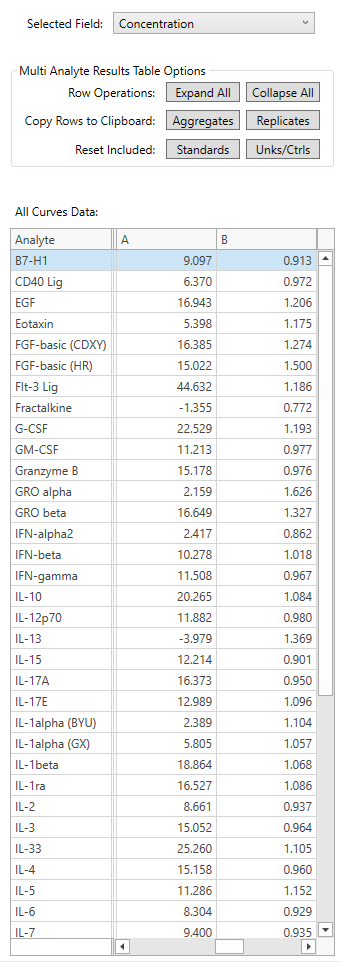 Selected Field: Concentration
Multi Analyte Results Table Options
Row Operations: Expand All Collapse All
Copy Rows to Clipboard: Aggregates Replicates
Reset Included: Standards Unks/Ctrls
All Curves Data:
Analyte A B
B7-H1 9.097 0.913
CD40 Lig 6.370 0.972
EGF 16.943 1.206
Eotaxin 5.398 1.175
FGF-basic (CDXY) 16.385 1.274
FGF-basic (HR) 15.022 1.500
Flt-3 Lig 44.632 1.186
Fractalkine -1.355 0.772
G-CSF 22.529 1.193
GM-CSF 11.213 0.977
Granzyme B 15.178 0.976
GRO alpha 2.159 1.626
GRO beta 16.649 1.327
IFN-alpha2 2.417 0.862
IFN-beta 10.278 1.018
IFN-gamma 11.508 0.967
IL-10 20.265 1.084
IL-12p70 11.882 0.980
IL-13 -3.979 1.369
IL-15 12.214 0.901
IL-17A 16.373 0.950
IL-17E 12.989 1.096
IL-1alpha (BYU) 2.389 1.104
IL-1alpha (GX) 5.805 1.057
IL-1beta 18.864 1.068
IL-1ra 16.527 1.086
IL-2 8.661 0.937
IL-3 15.052 0.964
IL-33 25.260 1.105
IL-4 15.158 0.960
IL-5 11.286 1.152
IL-6 8.304 0.929
IL-7 9.400 0.935